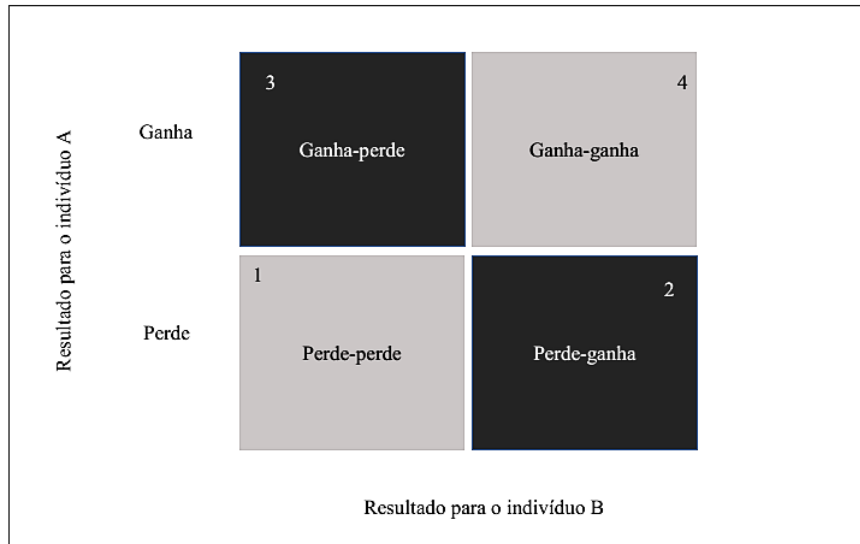 Resultado para o indivíduo A
Ganha
3
Ganha-perde
4
Ganha-ganha
Perde
1
Perde-perde
2
Perde-ganha
Resultado para o indivíduo B